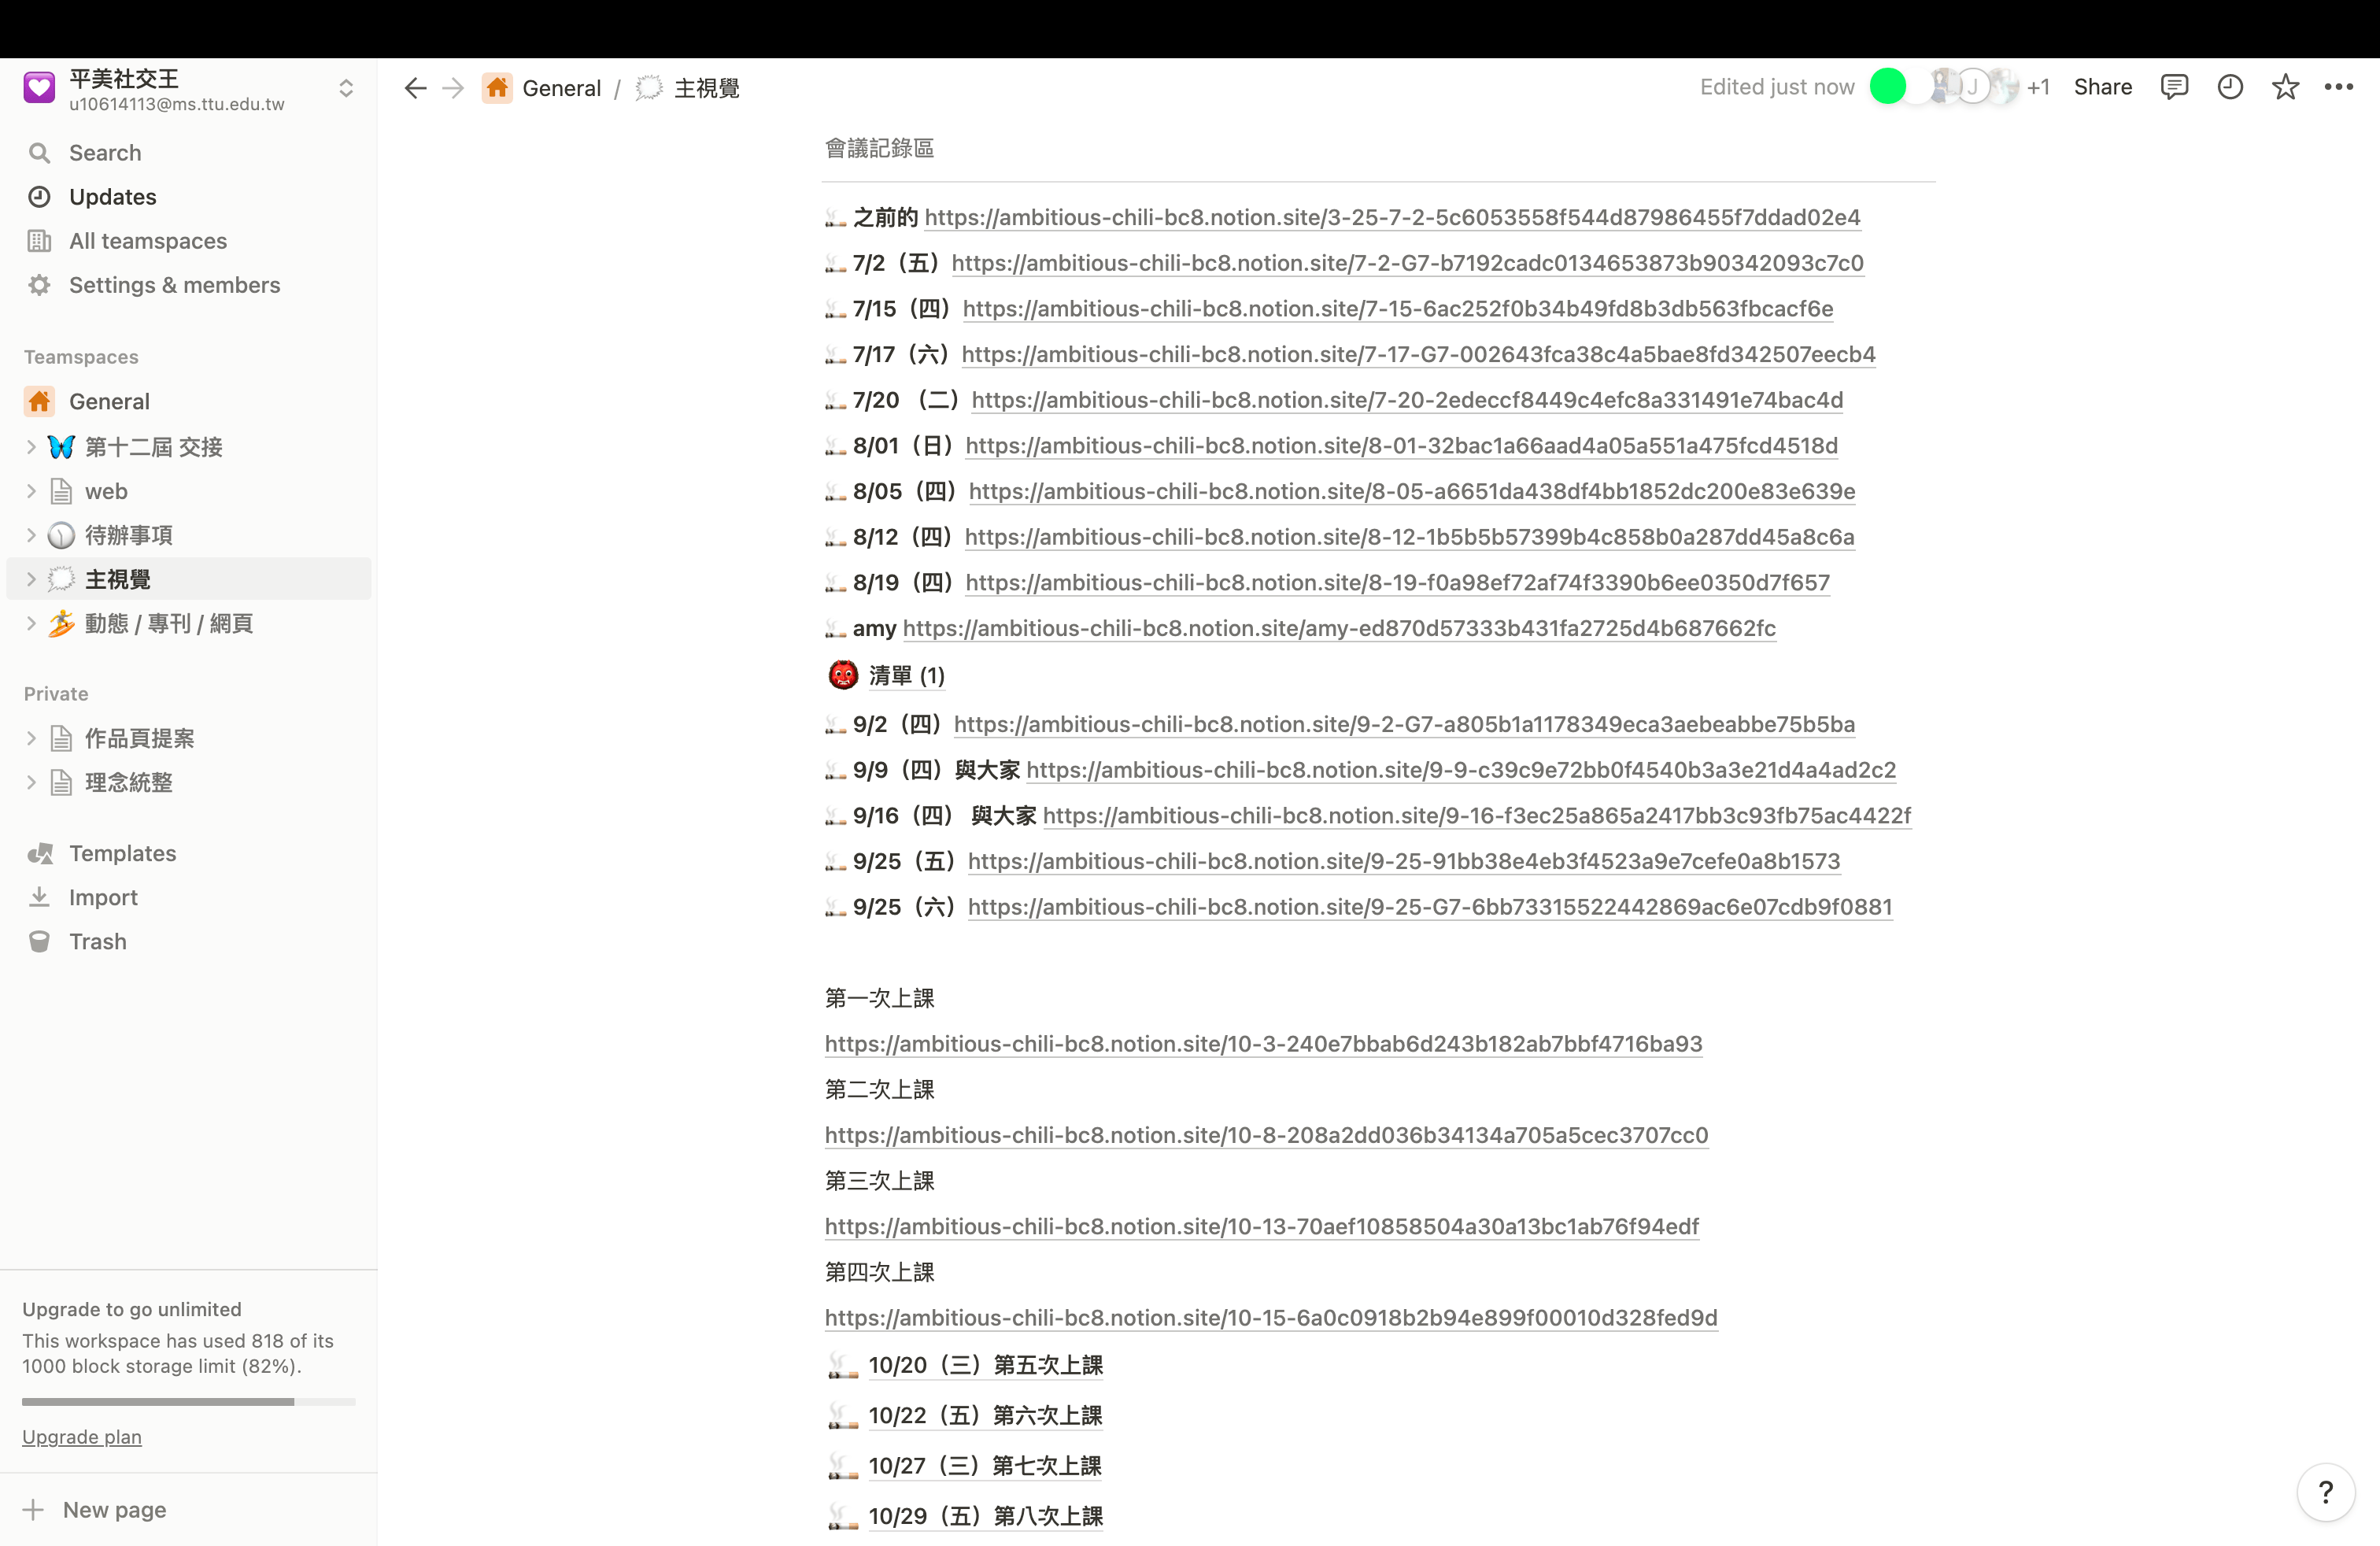 平美社交王
u10614113@ms.ttu.edu.tw
Search
Updates
All teamspaces
Settings & members
Teamspaces
General
第十二屆 交接
web
待辦事項
主視覺
動態 / 專刊 / 網頁
Private
作品頁提案
理念統整
Templates
Import
Trash
Upgrade to go unlimited
This workspace has used 818 of its
1000 block storage limit (82%).
Upgrade plan
New page
General / 主視覺
Edited just now
J
+1
Share
會議記錄區
之前的 https://ambitious-chili-bc8.notion.site/3-25-7-2-5c6053558f544d87986455f7ddad02e4
7/2（五）https://ambitious-chili-bc8.notion.site/7-2-G7-b7192cadc0134653873b90342093c7c0
7/15（四）https://ambitious-chili-bc8.notion.site/7-15-6ac252f0b34b49fd8b3db563fbcacf6e
7/17（六）https://ambitious-chili-bc8.notion.site/7-17-G7-002643fca38c4a5bae8fd342507eecb4
7/20 （二）https://ambitious-chili-bc8.notion.site/7-20-2edeccf8449c4efc8a331491e74bac4d
8/01（日）https://ambitious-chili-bc8.notion.site/8-01-32bac1a66aad4a05a551a475fcd4518d
8/05（四）https://ambitious-chili-bc8.notion.site/8-05-a6651da438df4bb1852dc200e83e639e
8/12（四）https://ambitious-chili-bc8.notion.site/8-12-1b5b5b57399b4c858b0a287dd45a8c6a
8/19（四）https://ambitious-chili-bc8.notion.site/8-19-f0a98ef72af74f3390b6ee0350d7f657
amy https://ambitious-chili-bc8.notion.site/amy-ed870d57333b431fa2725d4b687662fc
清單 (1)
9/2（四）https://ambitious-chili-bc8.notion.site/9-2-G7-a805b1a1178349eca3aebeabbe75b5ba
9/9（四）與大家 https://ambitious-chili-bc8.notion.site/9-9-c39c9e72bb0f4540b3a3e21d4a4ad2c2
9/16（四） 與大家 https://ambitious-chili-bc8.notion.site/9-16-f3ec25a865a2417bb3c93fb75ac4422f
9/25（五）https://ambitious-chili-bc8.notion.site/9-25-91bb38e4eb3f4523a9e7cefe0a8b1573
9/25（六）https://ambitious-chili-bc8.notion.site/9-25-G7-6bb73315522442869ac6e07cdb9f0881
第一次上課
https://ambitious-chili-bc8.notion.site/10-3-240e7bbab6d243b182ab7bbf4716ba93
第二次上課
https://ambitious-chili-bc8.notion.site/10-8-208a2dd036b34134a705a5cec3707cc0
第三次上課
https://ambitious-chili-bc8.notion.site/10-13-70aef10858504a30a13bc1ab76f94edf
第四次上課
https://ambitious-chili-bc8.notion.site/10-15-6a0c0918b2b94e899f00010d328fed9d
10/20（三）第五次上課
10/22（五）第六次上課
10/27（三）第七次上課
10/29（五）第八次上課
?